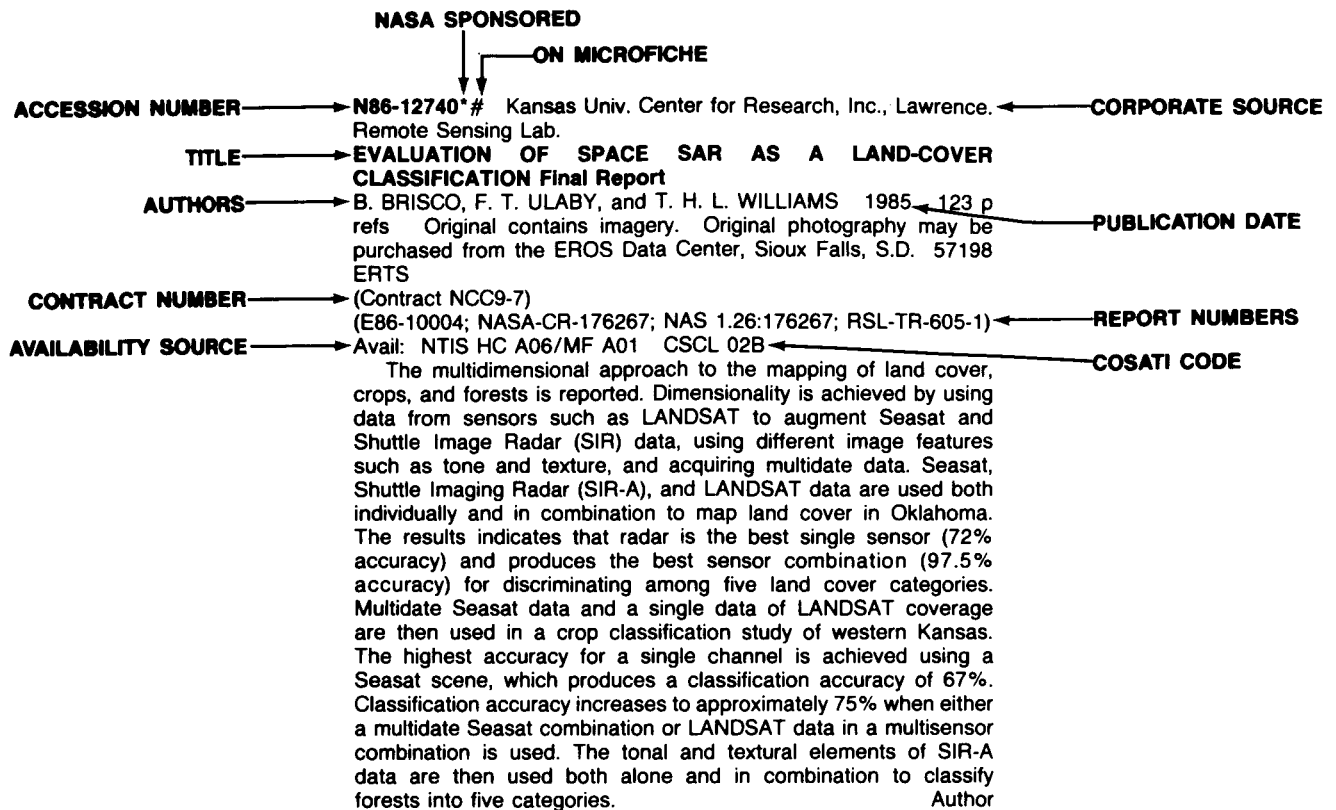 NASA SPONSORED
ON MICROFICHE
ACCESSION NUMBER N86-12740*# Kansas Univ. Center for Research, Inc., Lawrence. CORPORATE SOURCE
Remote Sensing Lab.
TITLE EVALUATION OF SPACE SAR AS A LAND-COVER
CLASSIFICATION Final Report
AUTHORS B. BRISCO, F. T. ULABY, and T. H. L. WILLIAMS 1985 123 p
refs Original contains imagery. Original photography may be PUBLICATION DATE
purchased from the EROS Data Center, Sioux Falls, S.D. 57198
ERTS
CONTRACT NUMBER (Contract NCC9-7)
(E86-10004; NASA-CR-176267; NAS 1.26:176267; RSL-TR-605-1) REPORT NUMBERS
AVAILABILITY SOURCE Avail: NTIS HC A06/MF A01 CSCL 02B COSATI CODE
The multidimensional approach to the mapping of land cover,
crops, and forests is reported. Dimensionality is achieved by using
data from sensors such as LANDSAT to augment Seasat and
Shuttle Image Radar (SIR) data, using different image features
such as tone and texture, and acquiring multidate data. Seasat,
Shuttle Imaging Radar (SIR-A), and LANDSAT data are used both
individually and in combination to map land cover in Oklahoma.
The results indicates that radar is the best single sensor (72%
accuracy) and produces the best sensor combination (97.5%
accuracy) for discriminating among five land cover categories.
Multidate Seasat data and a single data of LANDSAT coverage
are then used in a crop classification study of western Kansas.
The highest accuracy for a single channel is achieved using a
Seasat scene, which produces a classification accuracy of 67%.
Classification accuracy increases to approximately 75% when either
a multidate Seasat combination or LANDSAT data in a multisensor
combination is used. The tonal and textural elements of SIR-A
data are then used both alone and in combination to classify
forests into five categories. Author